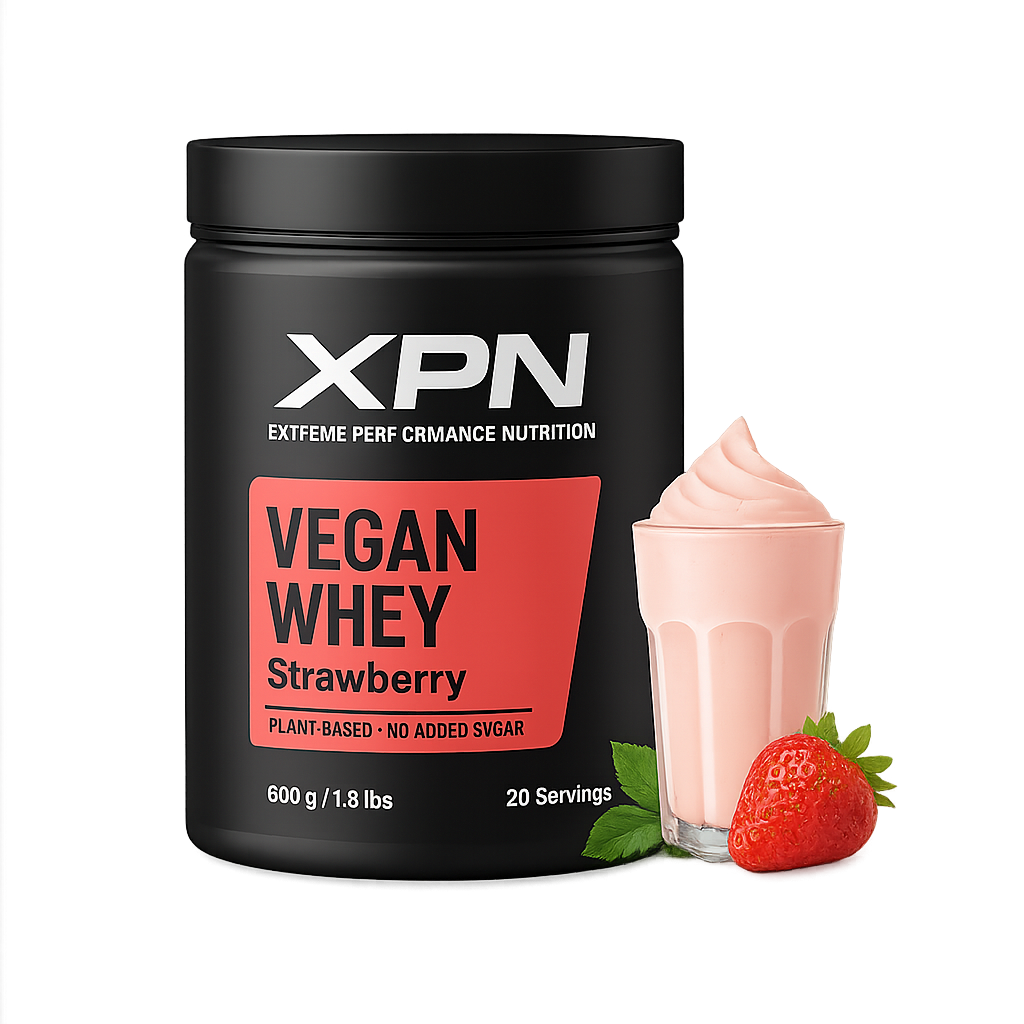 XPN
EXTFEME PERF CRMANCE NUTRITION
VEGAN
WHEY
Strawberry
PLANT-BASED · NO ADDED SVGAR
600 g / 1.8 lbs
20 Servings